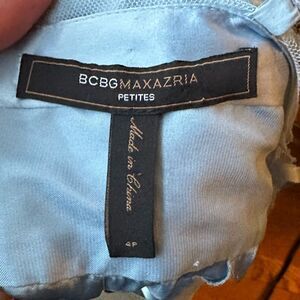 BCBGMAXAZRIA
PETITES
Made in China
4P